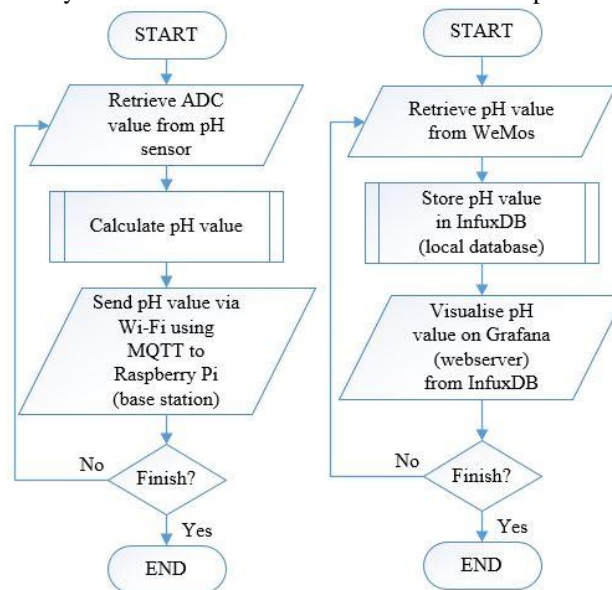 START
Retrieve ADC
value from pH
sensor
Calculate pH value
Send pH value via
Wi-Fi using
MQTT to
Raspberry Pi
(base station)
No
Finish?
Yes
END
START
Retrieve pH value
from WeMos
Store pH value
in InfuxDB
(local database)
Visualise pH
value on Grafana
(webserver)
from InfuxDB
No
Finish?
Yes
END